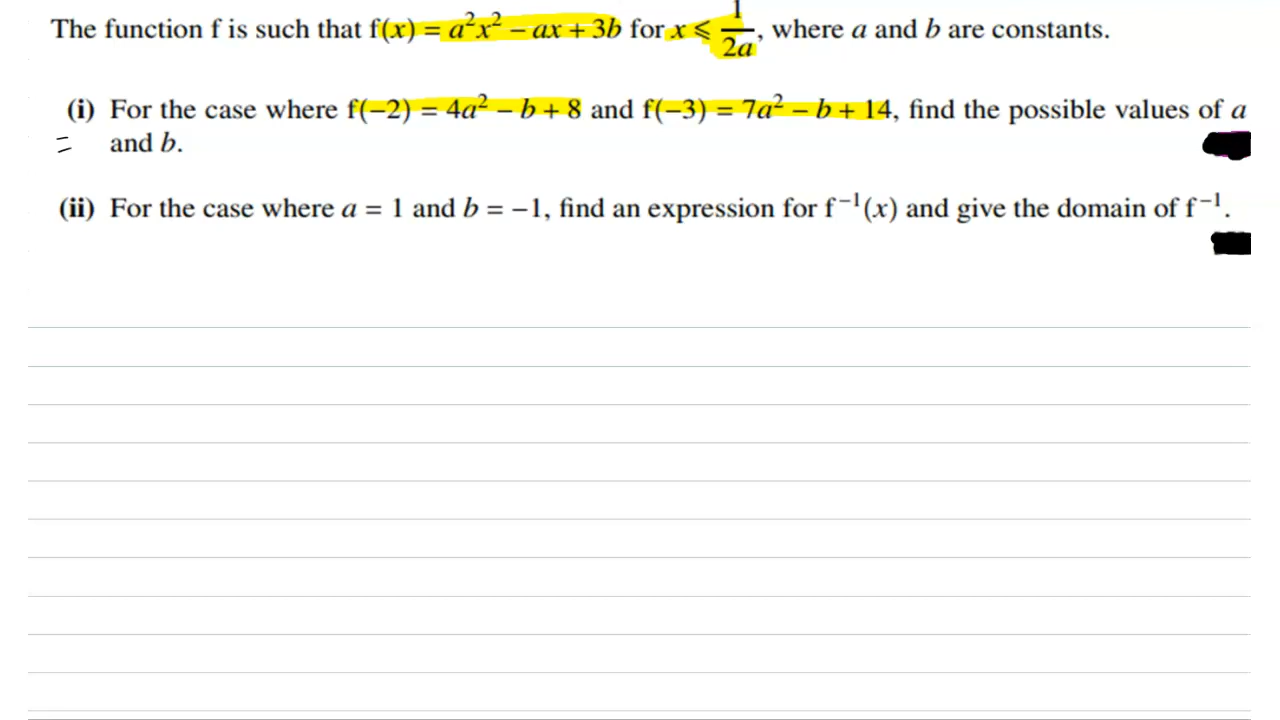 The function f is such that f(x) = a²x² − ax + 3b for x ⩽ 1/2a, where a and b are constants.
(i) For the case where f(−2) = 4a² − b + 8 and f(−3) = 7a² − b + 14, find the possible values of a
and b.
(ii) For the case where a = 1 and b = −1, find an expression for f⁻¹(x) and give the domain of f⁻¹.